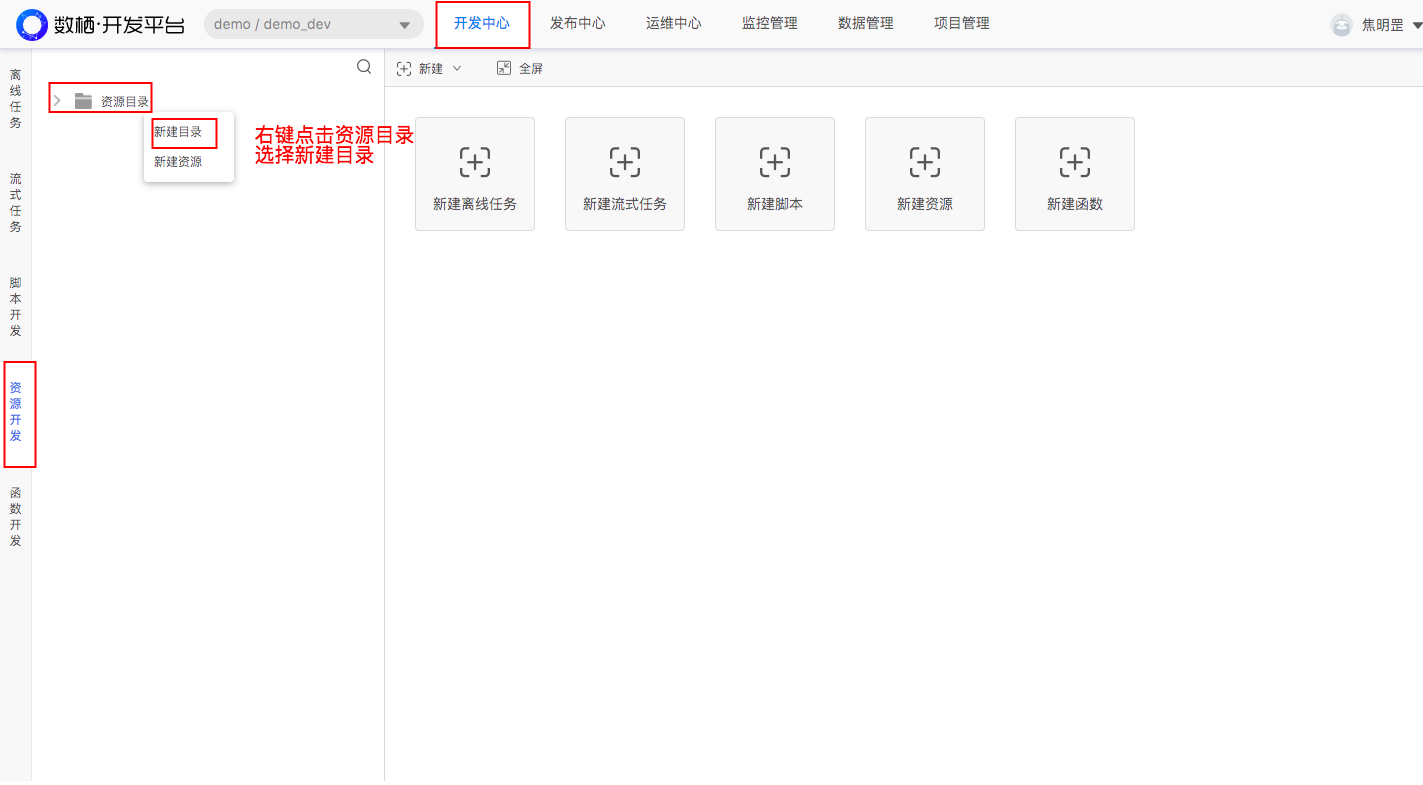 数栖·开发平台
demo / demo_dev
开发中心
发布中心
运维中心
监控管理
数据管理
项目管理
焦明罡
离线任务
流式任务
脚本开发
资源开发
函数开发
资源目录
新建目录
新建资源
右键点击资源目录
选择新建目录
新建
全屏
新建离线任务
新建流式任务
新建脚本
新建资源
新建函数